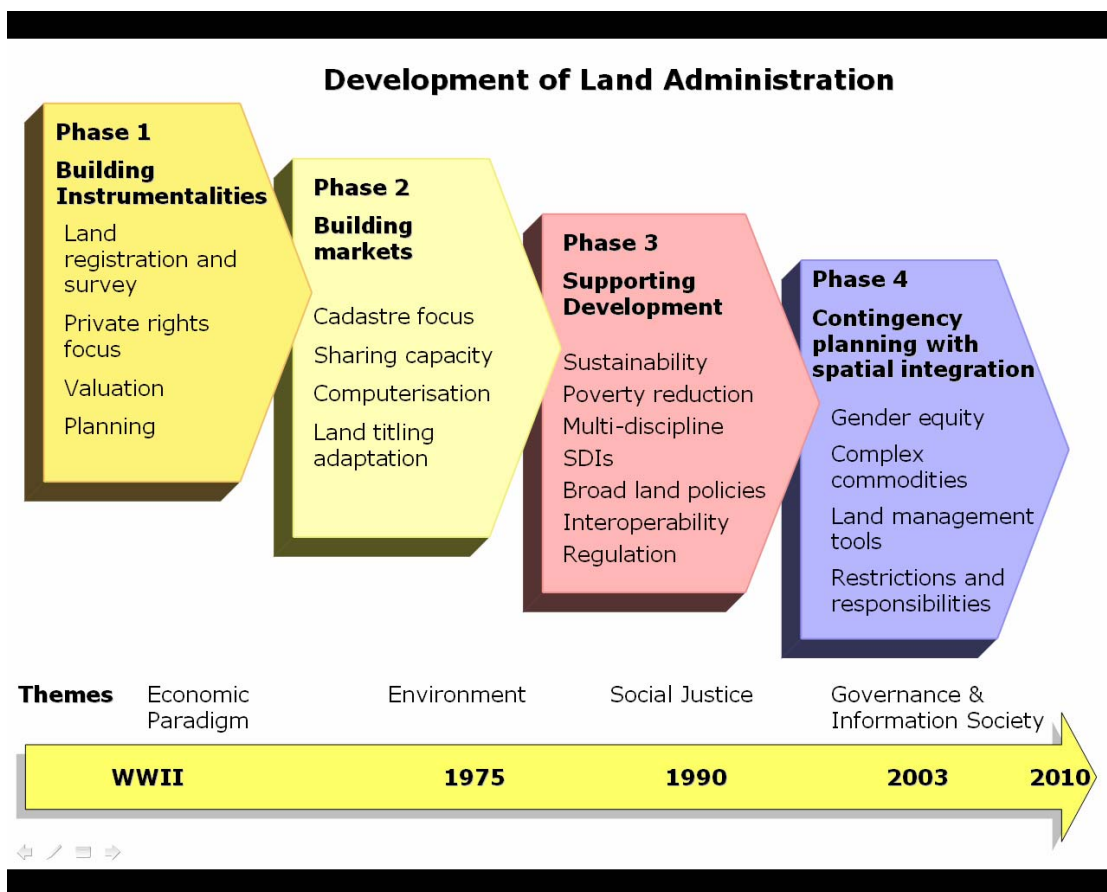 Development of Land Administration
Phase 1
Building
Instrumentalities
Land
registration and
survey
Private rights
focus
Valuation
Planning
Phase 2
Building
markets
Cadastre focus
Sharing capacity
Computerisation
Land titling
adaptation
Phase 3
Supporting
Development
Sustainability
Poverty reduction
Multi-discipline
SDIs
Broad land policies
Interoperability
Regulation
Phase 4
Contingency
planning with
spatial integration
Gender equity
Complex
commodities
Land management
tools
Restrictions and
responsibilities
Themes
Economic
Paradigm
Environment
Social Justice
Governance &
Information Society
WWII
1975
1990
2003
2010